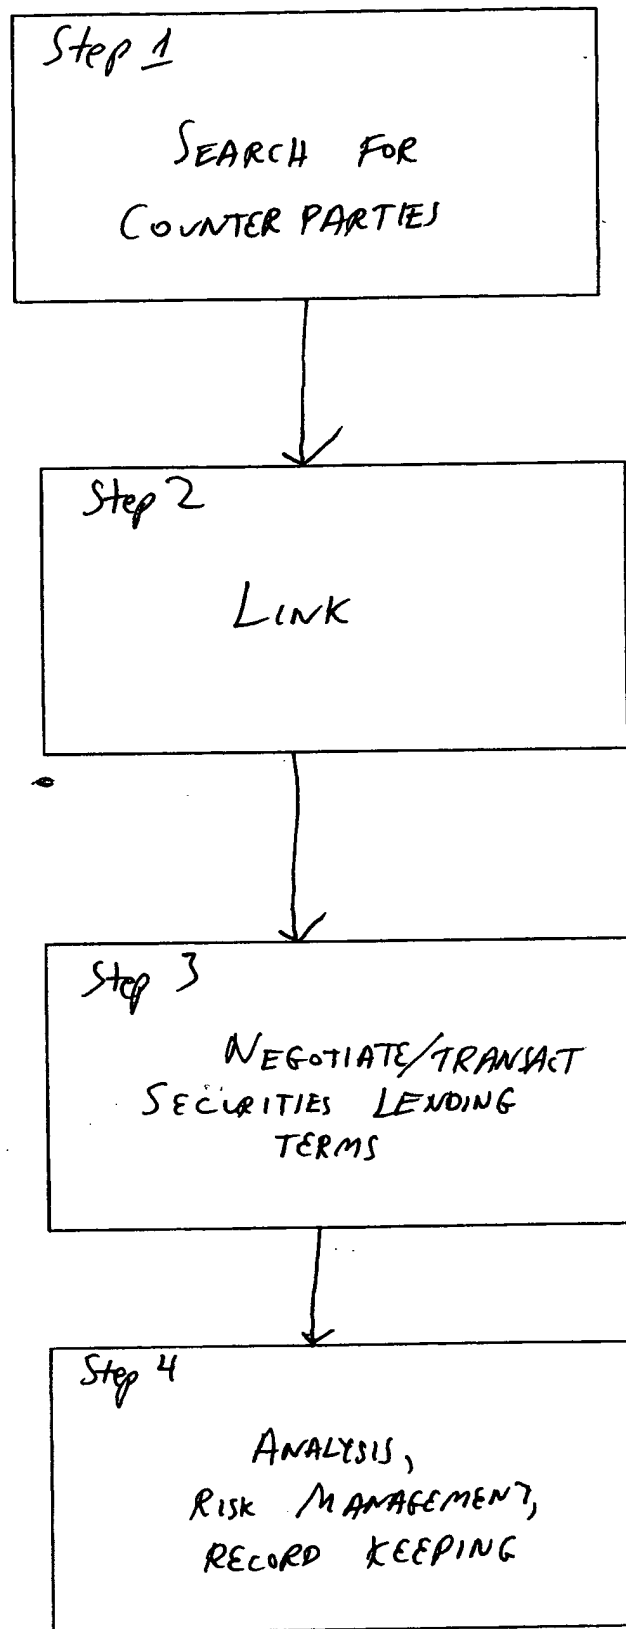 Step 1
SEARCH FOR
COUNTER PARTIES
Step 2
LINK
Step 3
NEGOTIATE/TRANSACT
SECURITIES LENDING
TERMS
Step 4
ANALYSIS,
RISK MANAGEMENT,
RECORD KEEPING